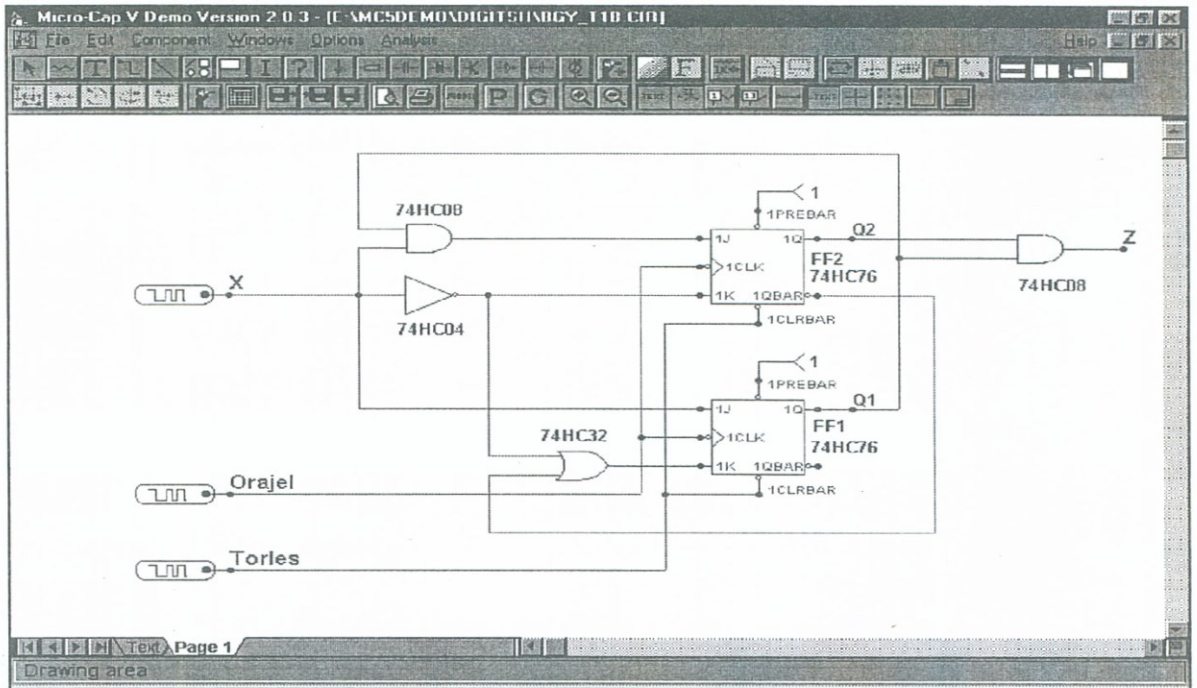 Micro-Cap V Demo Version 2.0.3 - [E:\MC5DEMO\DIGITSH\BGY_T1B.CIR]
File Edit Component Windows Options Analysis Help
1
74HC08
1PREBAR
1J 1Q Q2
Z
FF2
X
1CLK
74HC76
74HC08
1K 1QBAR
74HC04
1CLRBAR
1
1PREBAR
1J 1Q Q1
FF1
74HC32
1CLK
74HC76
1K 1QBAR
Orajel
1CLRBAR
Torles
Text Page 1
Drawing area